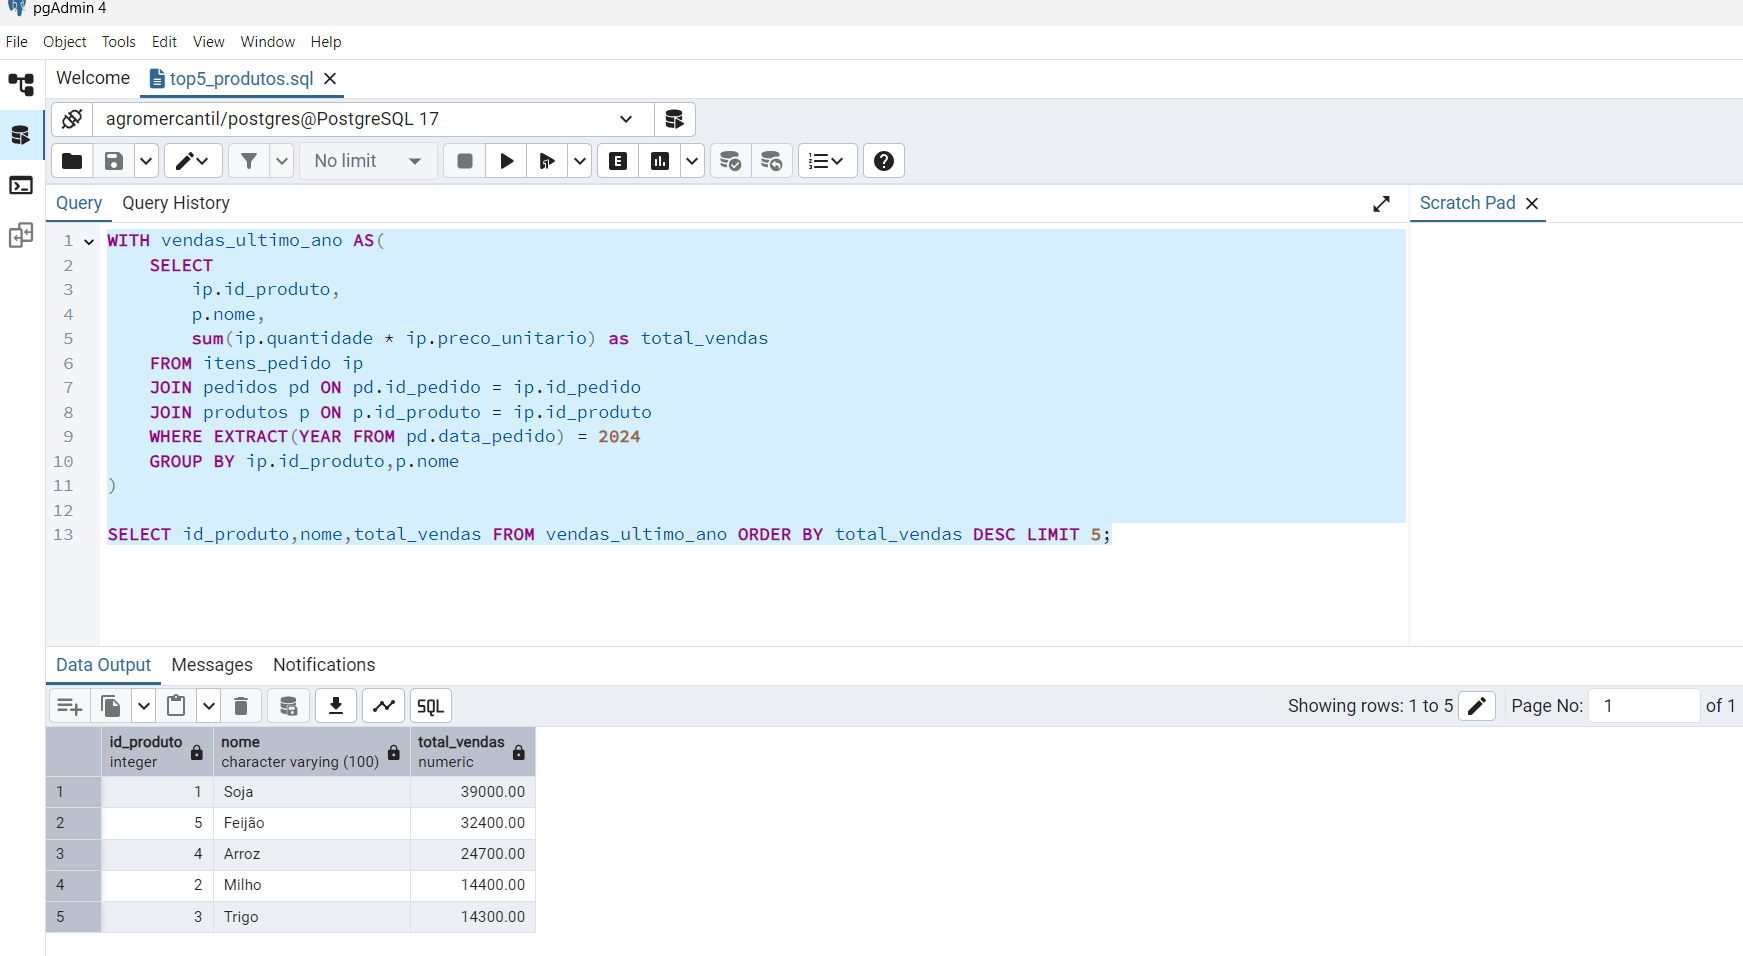 pgAdmin 4
File Object Tools Edit View Window Help
Welcome top5_produtos.sql
agromercantil/postgres@PostgreSQL 17
No limit E
Query Query History Scratch Pad
1 WITH vendas_ultimo_ano AS(
2 SELECT
3 ip.id_produto,
4 p.nome,
5 sum(ip.quantidade * ip.preco_unitario) as total_vendas
6 FROM itens_pedido ip
7 JOIN pedidos pd ON pd.id_pedido = ip.id_pedido
8 JOIN produtos p ON p.id_produto = ip.id_produto
9 WHERE EXTRACT(YEAR FROM pd.data_pedido) = 2024
10 GROUP BY ip.id_produto,p.nome
11 )
12
13 SELECT id_produto,nome,total_vendas FROM vendas_ultimo_ano ORDER BY total_vendas DESC LIMIT 5;
Data Output Messages Notifications
SQL Showing rows: 1 to 5 Page No: 1 of 1
id_produto nome total_vendas
integer character varying (100) numeric
1 1 Soja 39000.00
2 5 Feijão 32400.00
3 4 Arroz 24700.00
4 2 Milho 14400.00
5 3 Trigo 14300.00